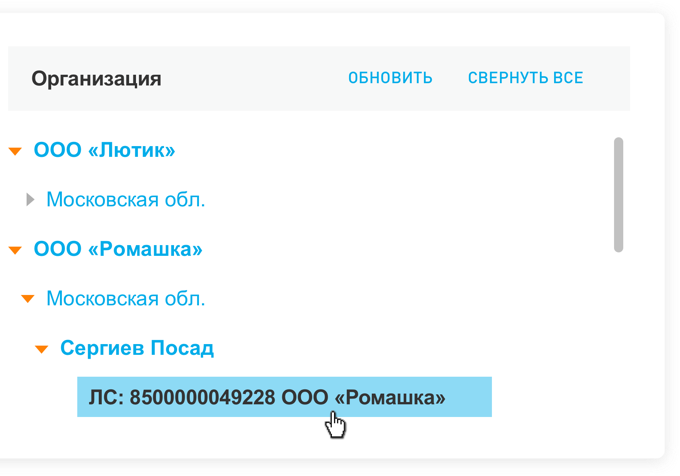 Организация ОБНОВИТЬ СВЕРНУТЬ ВСЕ
ООО «Лютик»
Московская обл.
ООО «Ромашка»
Московская обл.
Сергиев Посад
ЛС: 8500000049228 ООО «Ромашка»